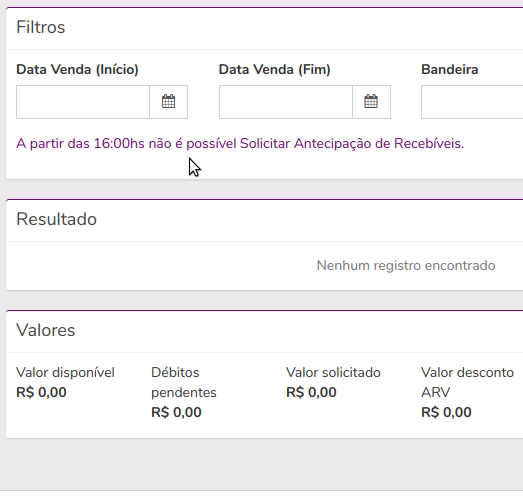 Filtros
Data Venda (Início) Data Venda (Fim) Bandeira
A partir das 16:00hs não é possível Solicitar Antecipação de Recebíveis.
Resultado
Nenhum registro encontrado
Valores
Valor disponível
R$ 0,00
Débitos
pendentes
R$ 0,00
Valor solicitado
R$ 0,00
Valor desconto
ARV
R$ 0,00